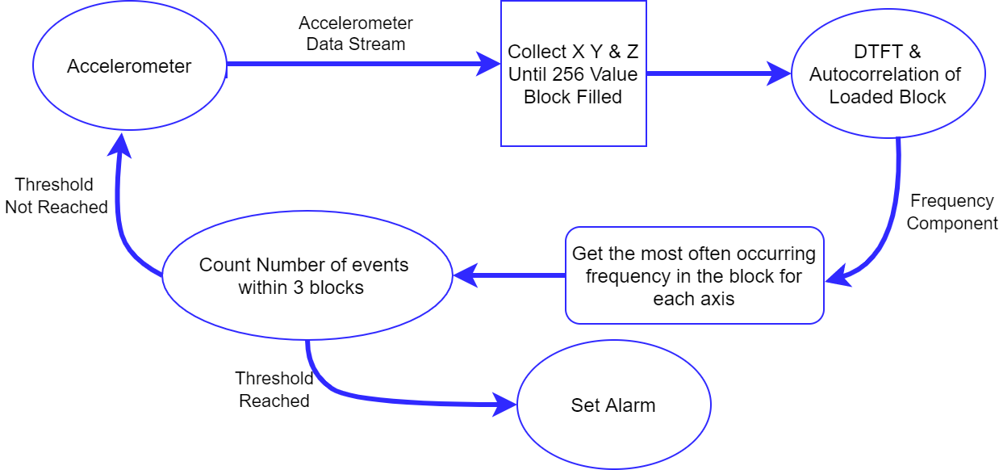 Accelerometer
Accelerometer
Data Stream
Collect X Y & Z
Until 256 Value
Block Filled
DTFT &
Autocorrelation of
Loaded Block
Threshold
Not Reached
Frequency
Component
Count Number of events
within 3 blocks
Get the most often occurring
frequency in the block for
each axis
Threshold
Reached
Set Alarm